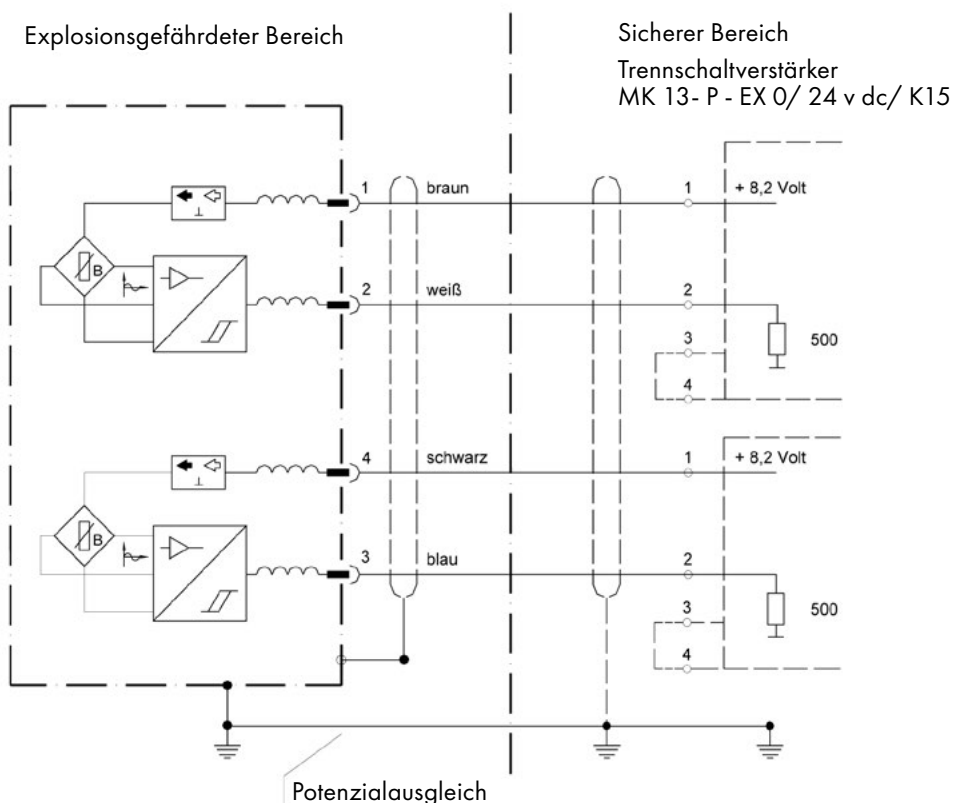 Explosionsgefährdeter Bereich
Sicherer Bereich
Trennschaltverstärker
MK 13- P - EX 0/ 24 v dc/ K15
1 braun 1 + 8,2 Volt
B
2 weiß 2
3 500
4
4 schwarz 1 + 8,2 Volt
B
3 blau 2
3 500
4
Potenzialausgleich